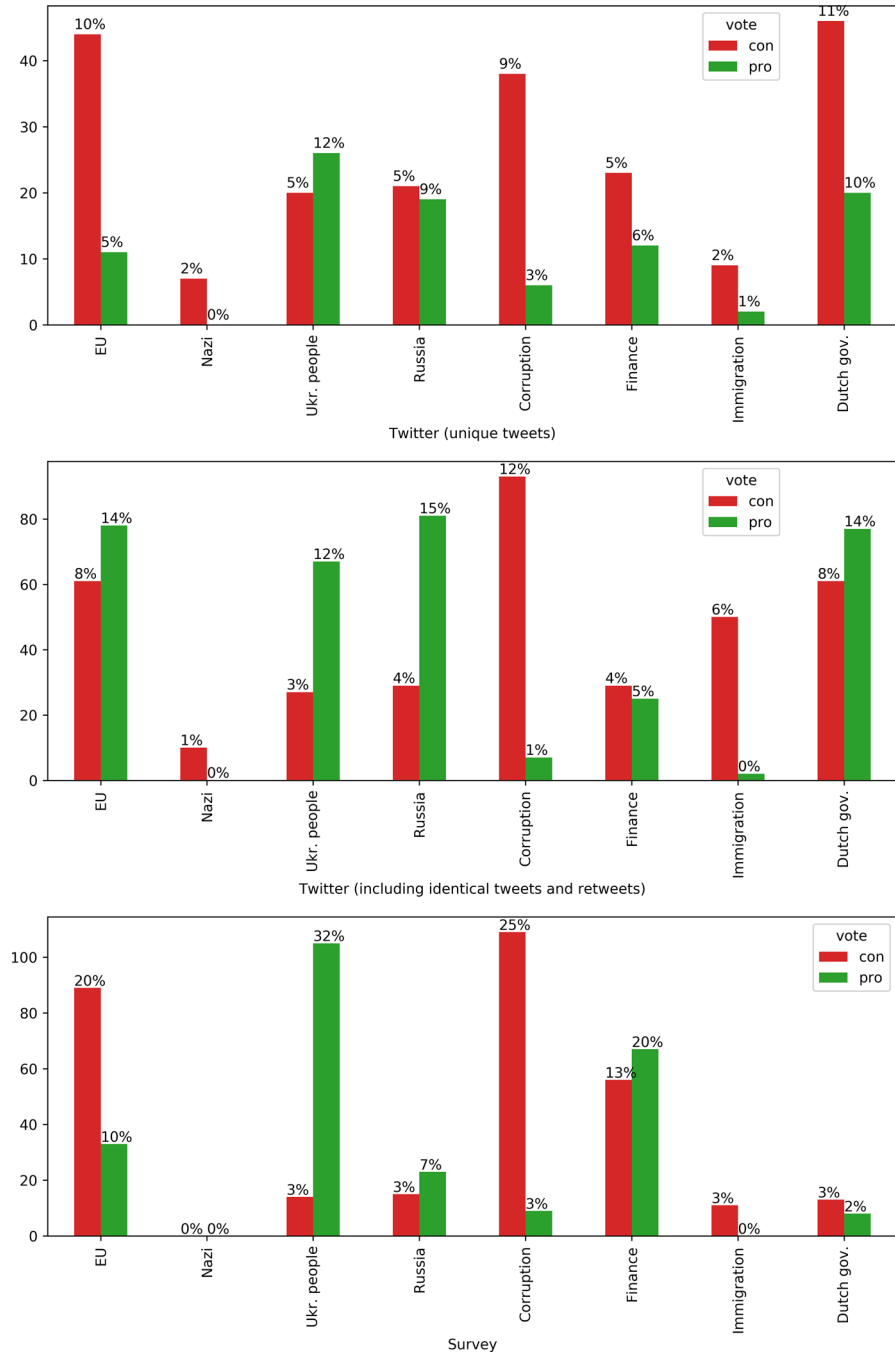 10%
11%
vote
con
pro
40
9%
30
12%
5%
5%
5%
9%
20
10%
5%
6%
10
2%
3%
2%
1%
0%
0
EU
Nazi
Ukr. people
Russia
Corruption
Finance
Immigration
Dutch gov.
Twitter (unique tweets)
12%
vote
con
pro
80
14%
15%
14%
12%
60
8%
8%
6%
40
3%
4%
4%
5%
20
1%
0%
1%
0%
0
EU
Nazi
Ukr. people
Russia
Corruption
Finance
Immigration
Dutch gov.
Twitter (including identical tweets and retweets)
25%
32%
vote
con
pro
100
20%
80
20%
60
13%
40
10%
7%
20
3%
3%
3%
3%
3%
2%
0%
0%
0%
0
EU
Nazi
Ukr. people
Russia
Corruption
Finance
Immigration
Dutch gov.
Survey